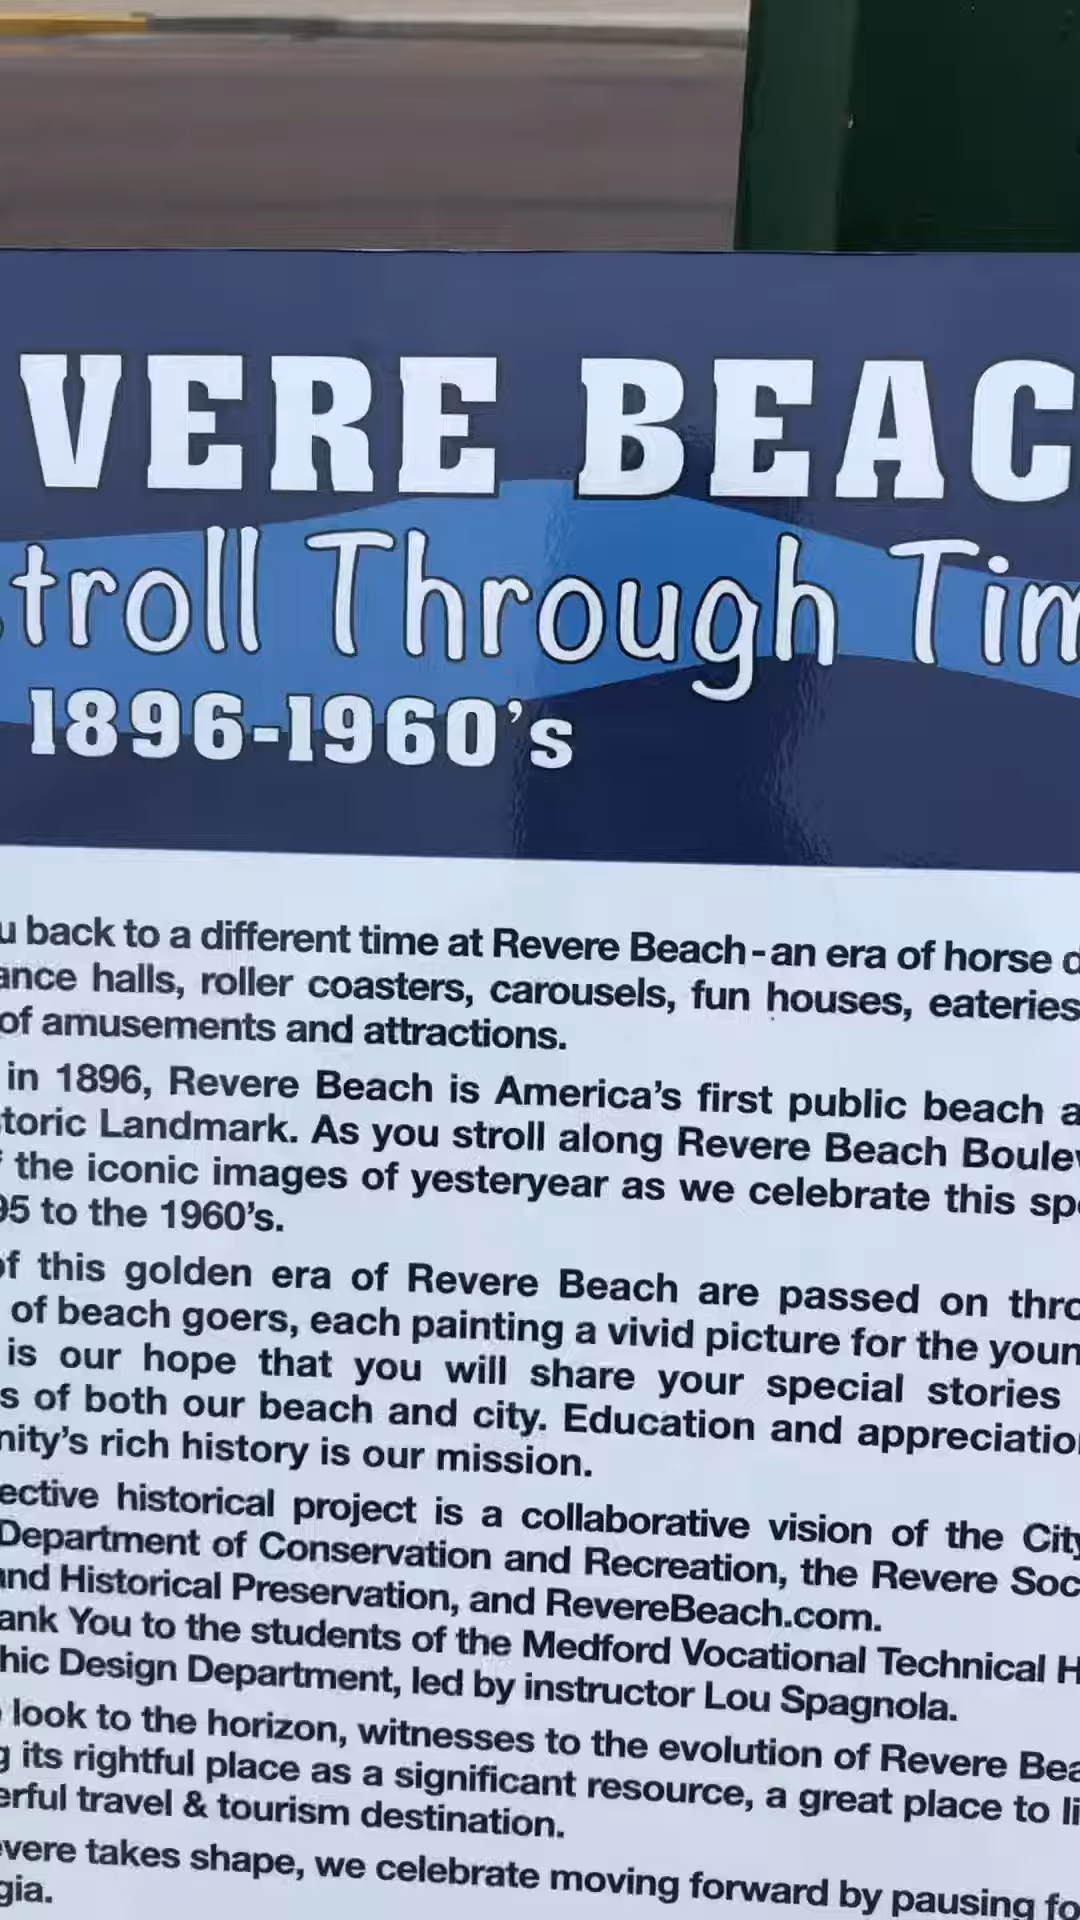 VERE BEAC
troll Through Tim
1896-1960's
u back to a different time at Revere Beach - an era of horse d
ance halls, roller coasters, carousels, fun houses, eateries
of amusements and attractions.
in 1896, Revere Beach is America's first public beach a
toric Landmark. As you stroll along Revere Beach Boulev
the iconic images of yesteryear as we celebrate this spe
95 to the 1960's.
of this golden era of Revere Beach are passed on thro
of beach goers, each painting a vivid picture for the youn
is our hope that you will share your special stories
s of both our beach and city. Education and appreciation
nity's rich history is our mission.
ective historical project is a collaborative vision of the City
Department of Conservation and Recreation, the Revere Soc
and Historical Preservation, and RevereBeach.com.
ank You to the students of the Medford Vocational Technical H
hic Design Department, led by instructor Lou Spagnola.
look to the horizon, witnesses to the evolution of Revere Bea
g its rightful place as a significant resource, a great place to li
erful travel & tourism destination.
evere takes shape, we celebrate moving forward by pausing fo
gia.